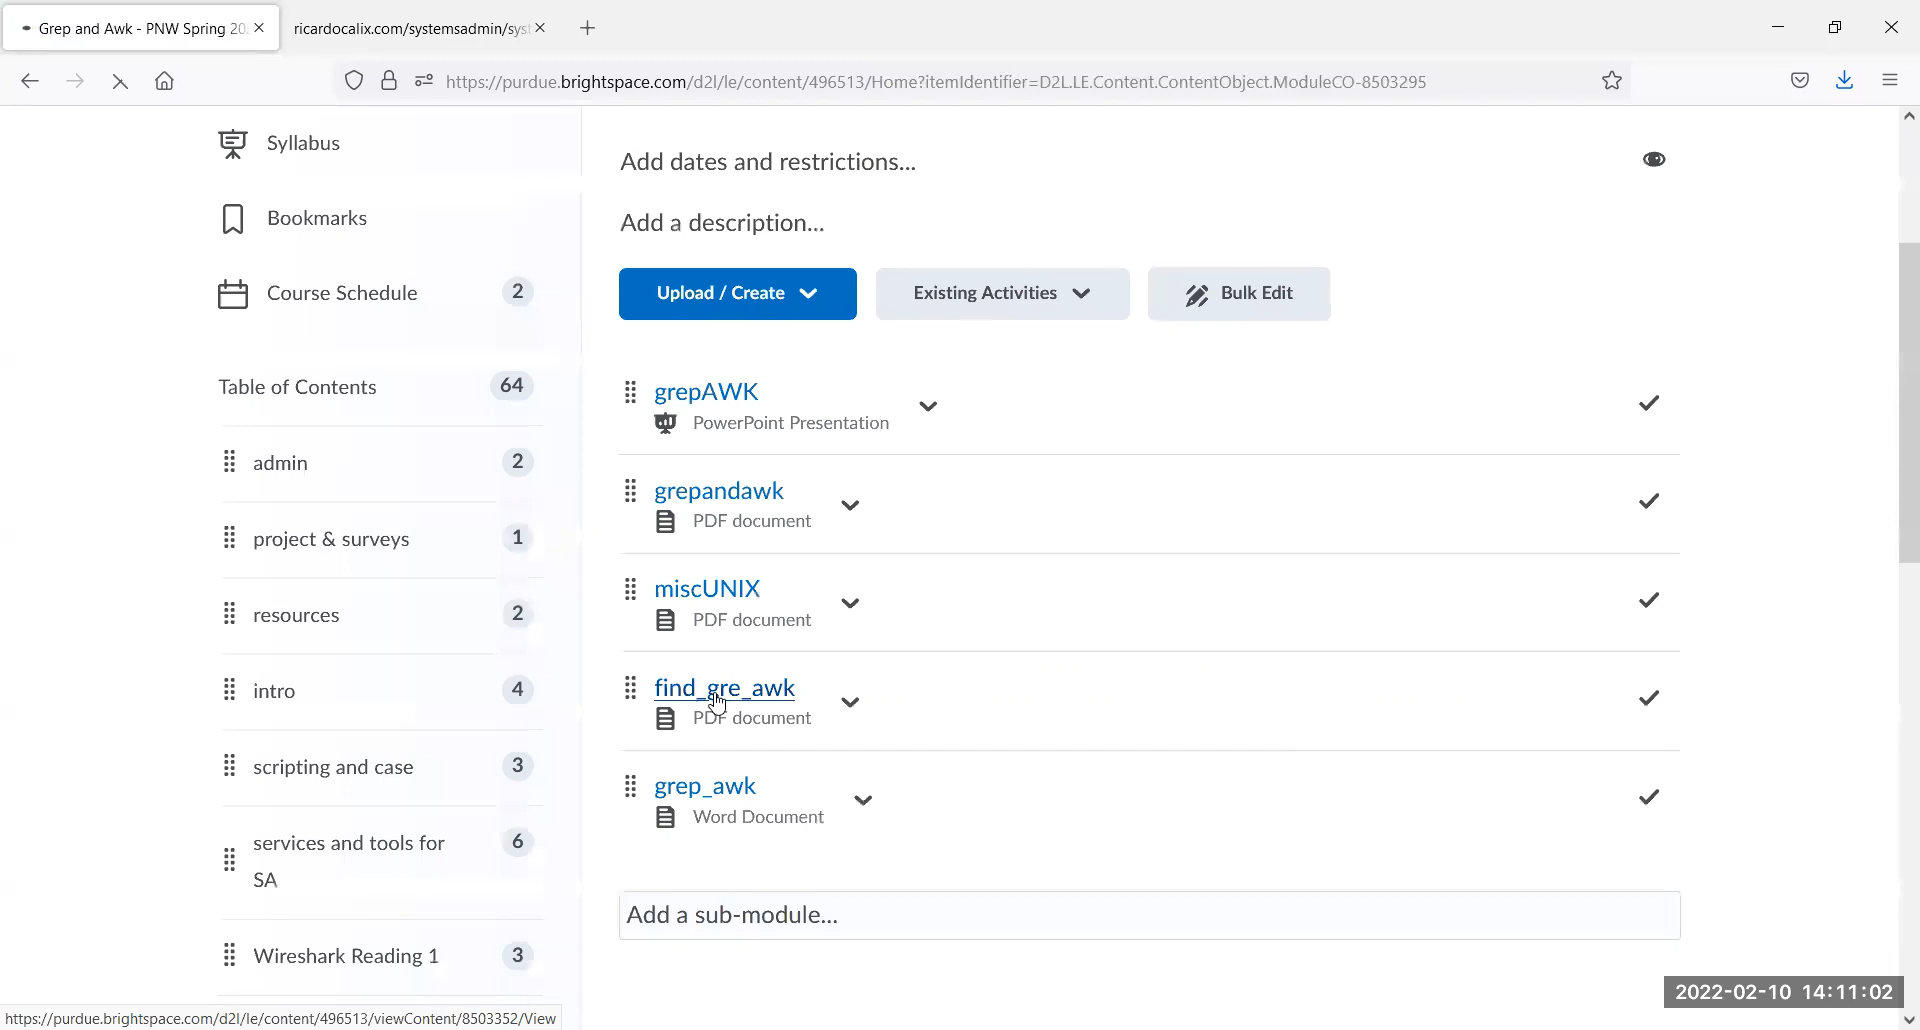 Grep and Awk - PNW Spring 20
ricardocalix.com/systemsadmin/syst
https://purdue.brightspace.com/d2l/le/content/496513/Home?itemIdentifier=D2L.LE.Content.ContentObject.ModuleCO-8503295
Syllabus
Bookmarks
Course Schedule 2
Table of Contents 64
admin 2
project & surveys 1
resources 2
intro 4
scripting and case 3
services and tools for 6
SA
Wireshark Reading 1 3
Add dates and restrictions...
Add a description...
Upload / Create
Existing Activities
Bulk Edit
grepAWK
PowerPoint Presentation
grepandawk
PDF document
miscUNIX
PDF document
find_gre_awk
PDF document
grep_awk
Word Document
Add a sub-module...
2022-02-10 14:11:02
https://purdue.brightspace.com/d2l/le/content/496513/viewContent/8503352/View